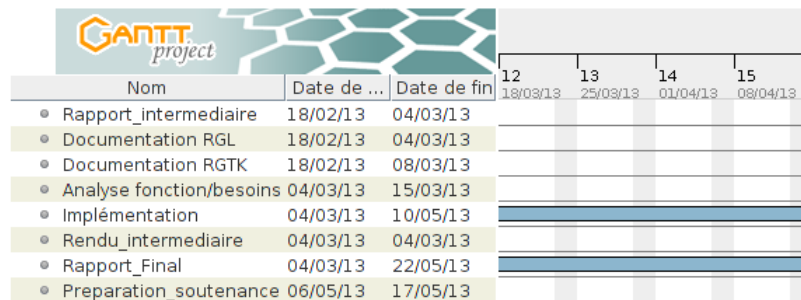 GANTT
project
12 13 14 15
Nom Date de ... Date de fin 18/03/13 25/03/13 01/04/13 08/04/13
Rapport_intermediaire 18/02/13 04/03/13
Documentation RGL 18/02/13 04/03/13
Documentation RGTK 18/02/13 08/03/13
Analyse fonction/besoins 04/03/13 15/03/13
Implémentation 04/03/13 10/05/13
Rendu_intermediaire 04/03/13 04/03/13
Rapport_Final 04/03/13 22/05/13
Preparation_soutenance 06/05/13 17/05/13